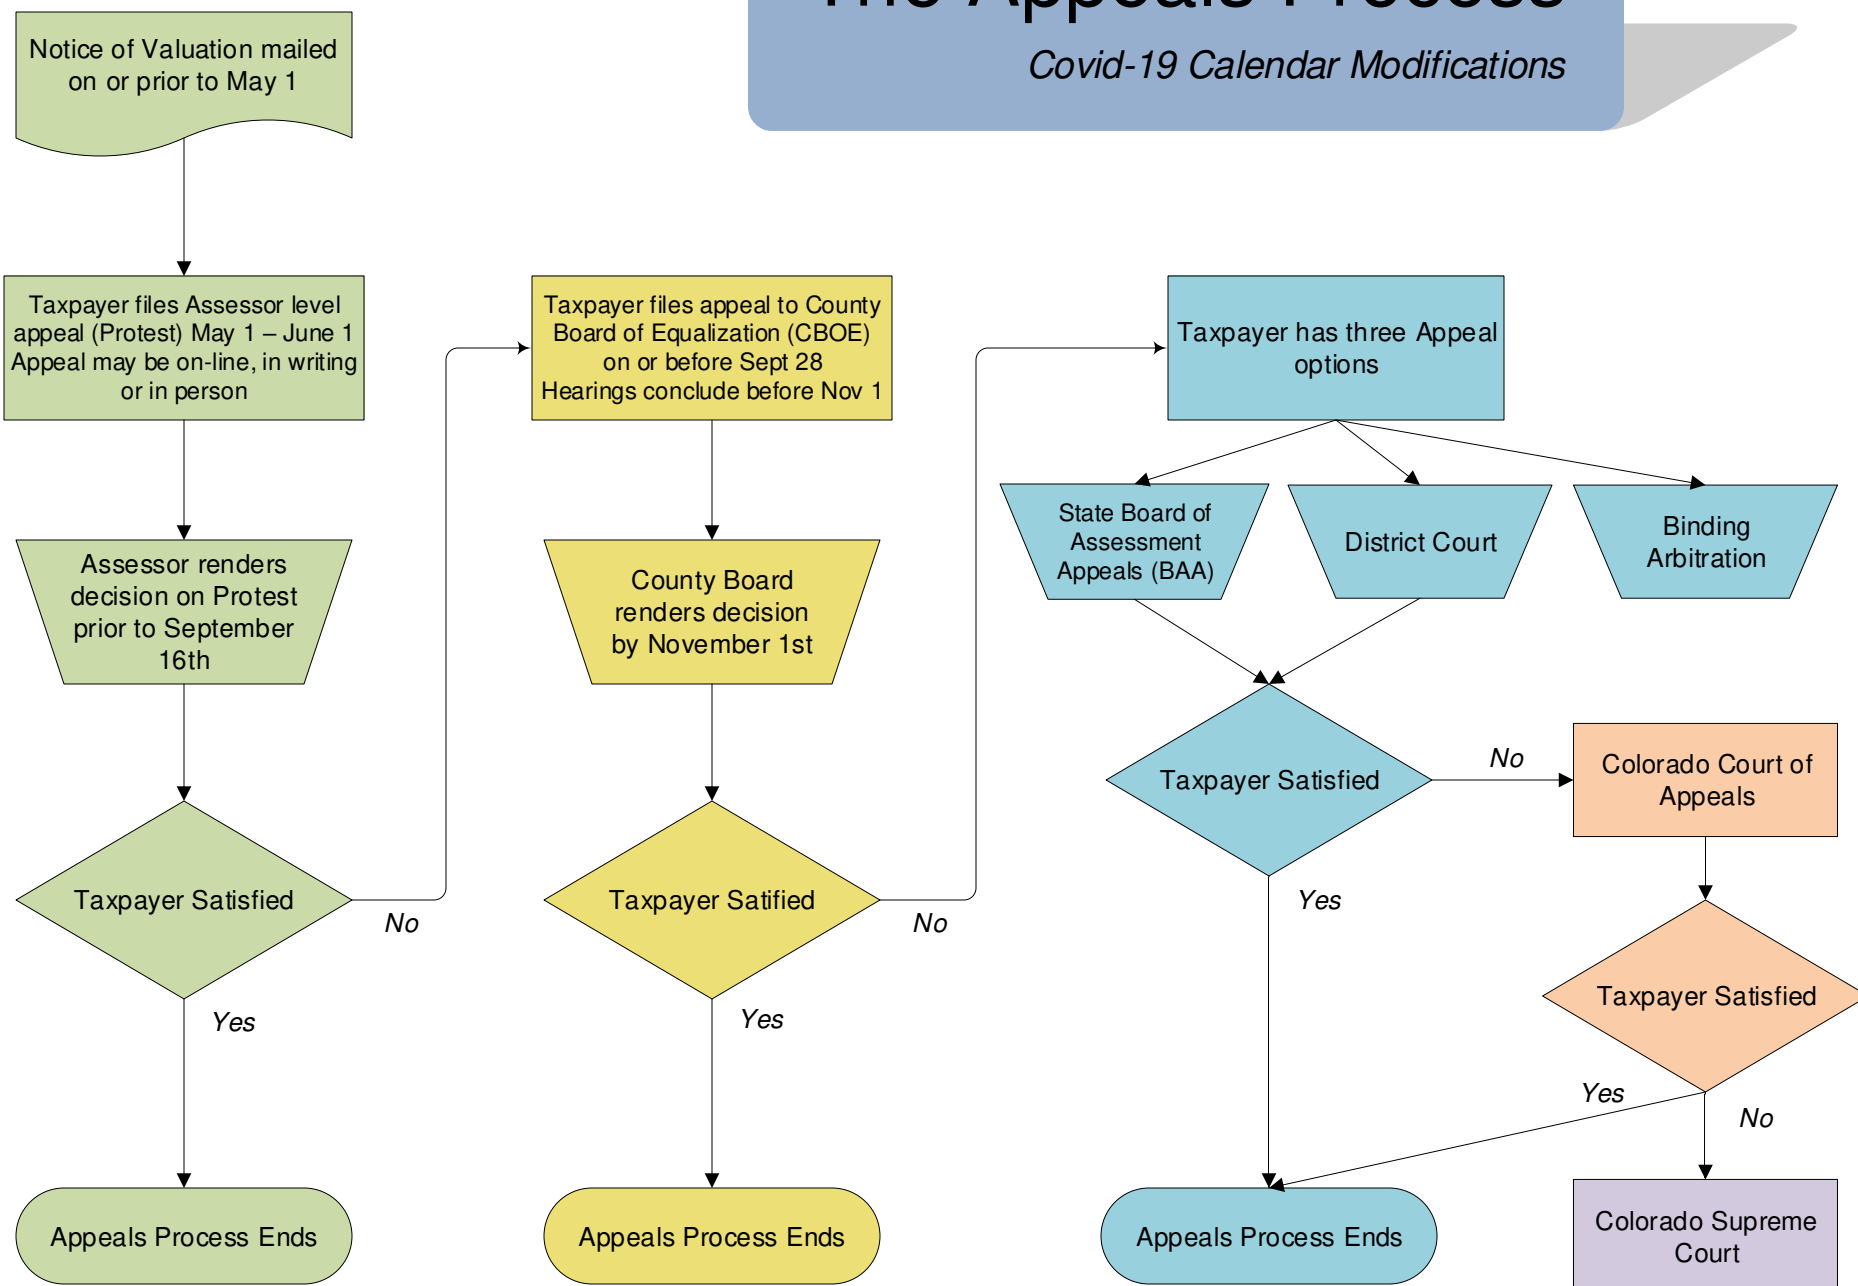 The Appeals Process
Covid-19 Calendar Modifications
Notice of Valuation mailed
on or prior to May 1
Taxpayer files Assessor level
appeal (Protest) May 1 – June 1
Appeal may be on-line, in writing
or in person
Assessor renders
decision on Protest
prior to September
16th
Taxpayer Satisfied
No
Yes
Appeals Process Ends
Taxpayer files appeal to County
Board of Equalization (CBOE)
on or before Sept 28
Hearings conclude before Nov 1
County Board
renders decision
by November 1st
Taxpayer Satified
No
Yes
Appeals Process Ends
Taxpayer has three Appeal
options
State Board of
Assessment
Appeals (BAA)
District Court
Binding
Arbitration
Taxpayer Satisfied
No
Yes
Colorado Court of
Appeals
Taxpayer Satisfied
Yes
No
Appeals Process Ends
Colorado Supreme
Court